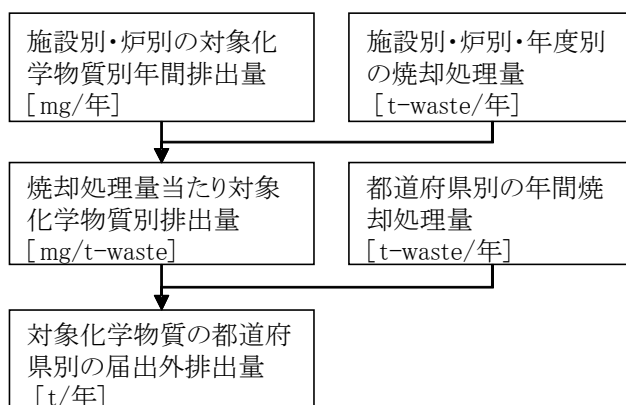 施設別・炉別の対象化
学物質別年間排出量
[mg/年]
施設別・炉別・年度別
の焼却処理量
[t-waste/年]
焼却処理量当たり対象
化学物質別排出量
[mg/t-waste]
都道府県別の年間焼
却処理量
[t-waste/年]
対象化学物質の都道府
県別の届出外排出量
[t/年]